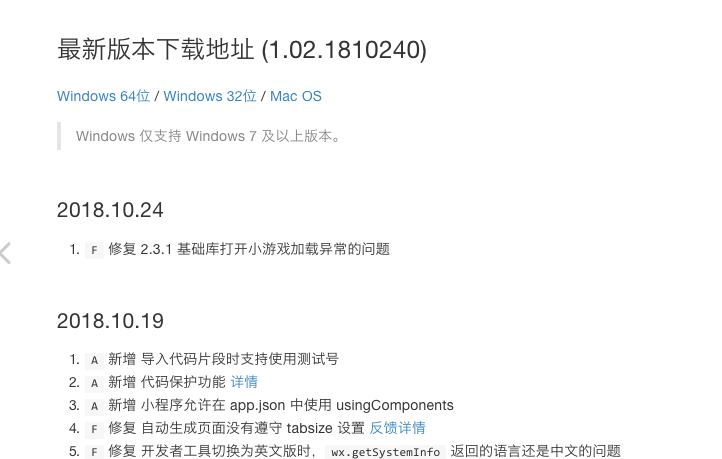 最新版本下载地址 (1.02.1810240)
Windows 64位 / Windows 32位 / Mac OS
Windows 仅支持 Windows 7 及以上版本。
2018.10.24
1. F 修复 2.3.1 基础库打开小游戏加载异常的问题
2018.10.19
1. A 新增 导入代码片段时支持使用测试号
2. A 新增 代码保护功能 详情
3. A 新增 小程序允许在 app.json 中使用 usingComponents
4. F 修复 自动生成页面没有遵守 tabsize 设置 反馈详情
5. F 修复 开发者工具切换为英文版时， wx.getSystemInfo 返回的语言还是中文的问题